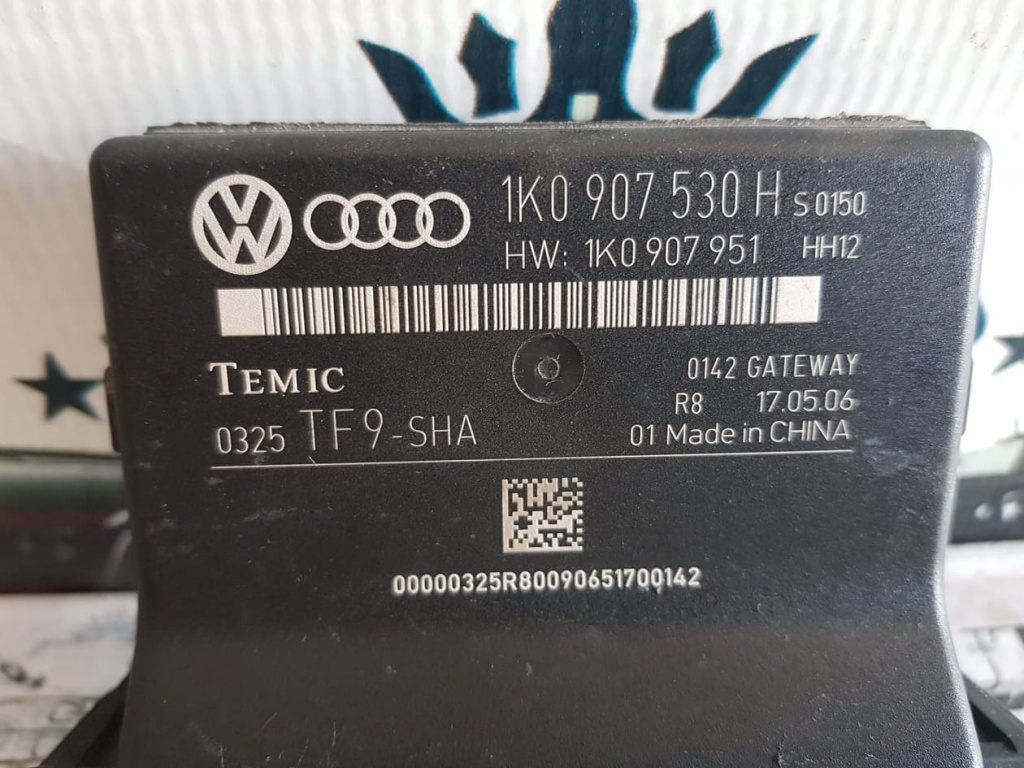 1K0 907 530 H S0150
HW: 1K0 907 951 HH12
TEMIC
0142 GATEWAY
R8 17.05.06
0325 TF9-SHA
01 Made in CHINA
00000325R80090651700142